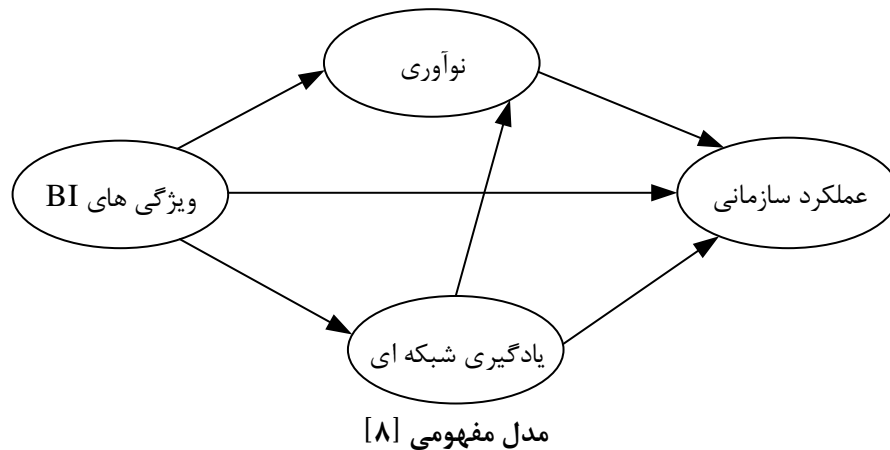 نوآوری
ویژگی های BI
عملکرد سازمانی
یادگیری شبکه ای
مدل مفهومی [۸]